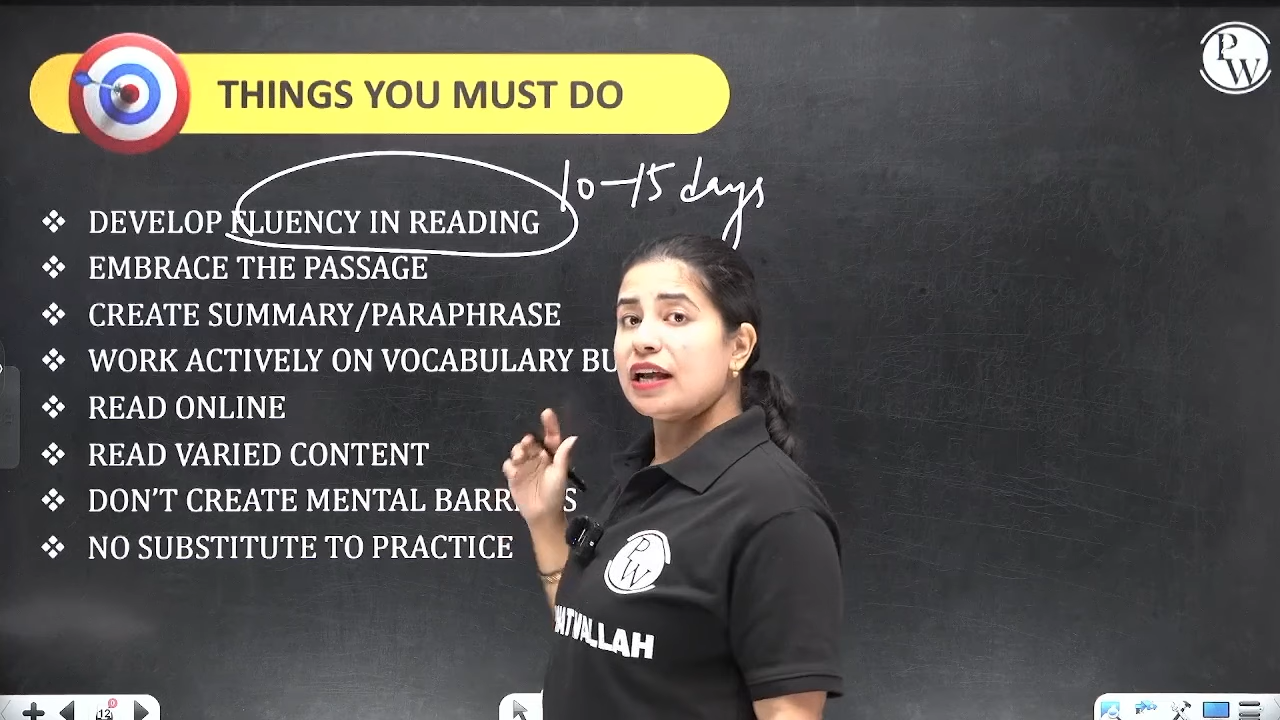 PW
THINGS YOU MUST DO
10-15 days
❖ DEVELOP FLUENCY IN READING
❖ EMBRACE THE PASSAGE
❖ CREATE SUMMARY/PARAPHRASE
❖ WORK ACTIVELY ON VOCABULARY
❖ READ ONLINE
❖ READ VARIED CONTENT
❖ DON'T CREATE MENTAL
❖ NO SUBSTITUTE TO PRACTICE
PW
12